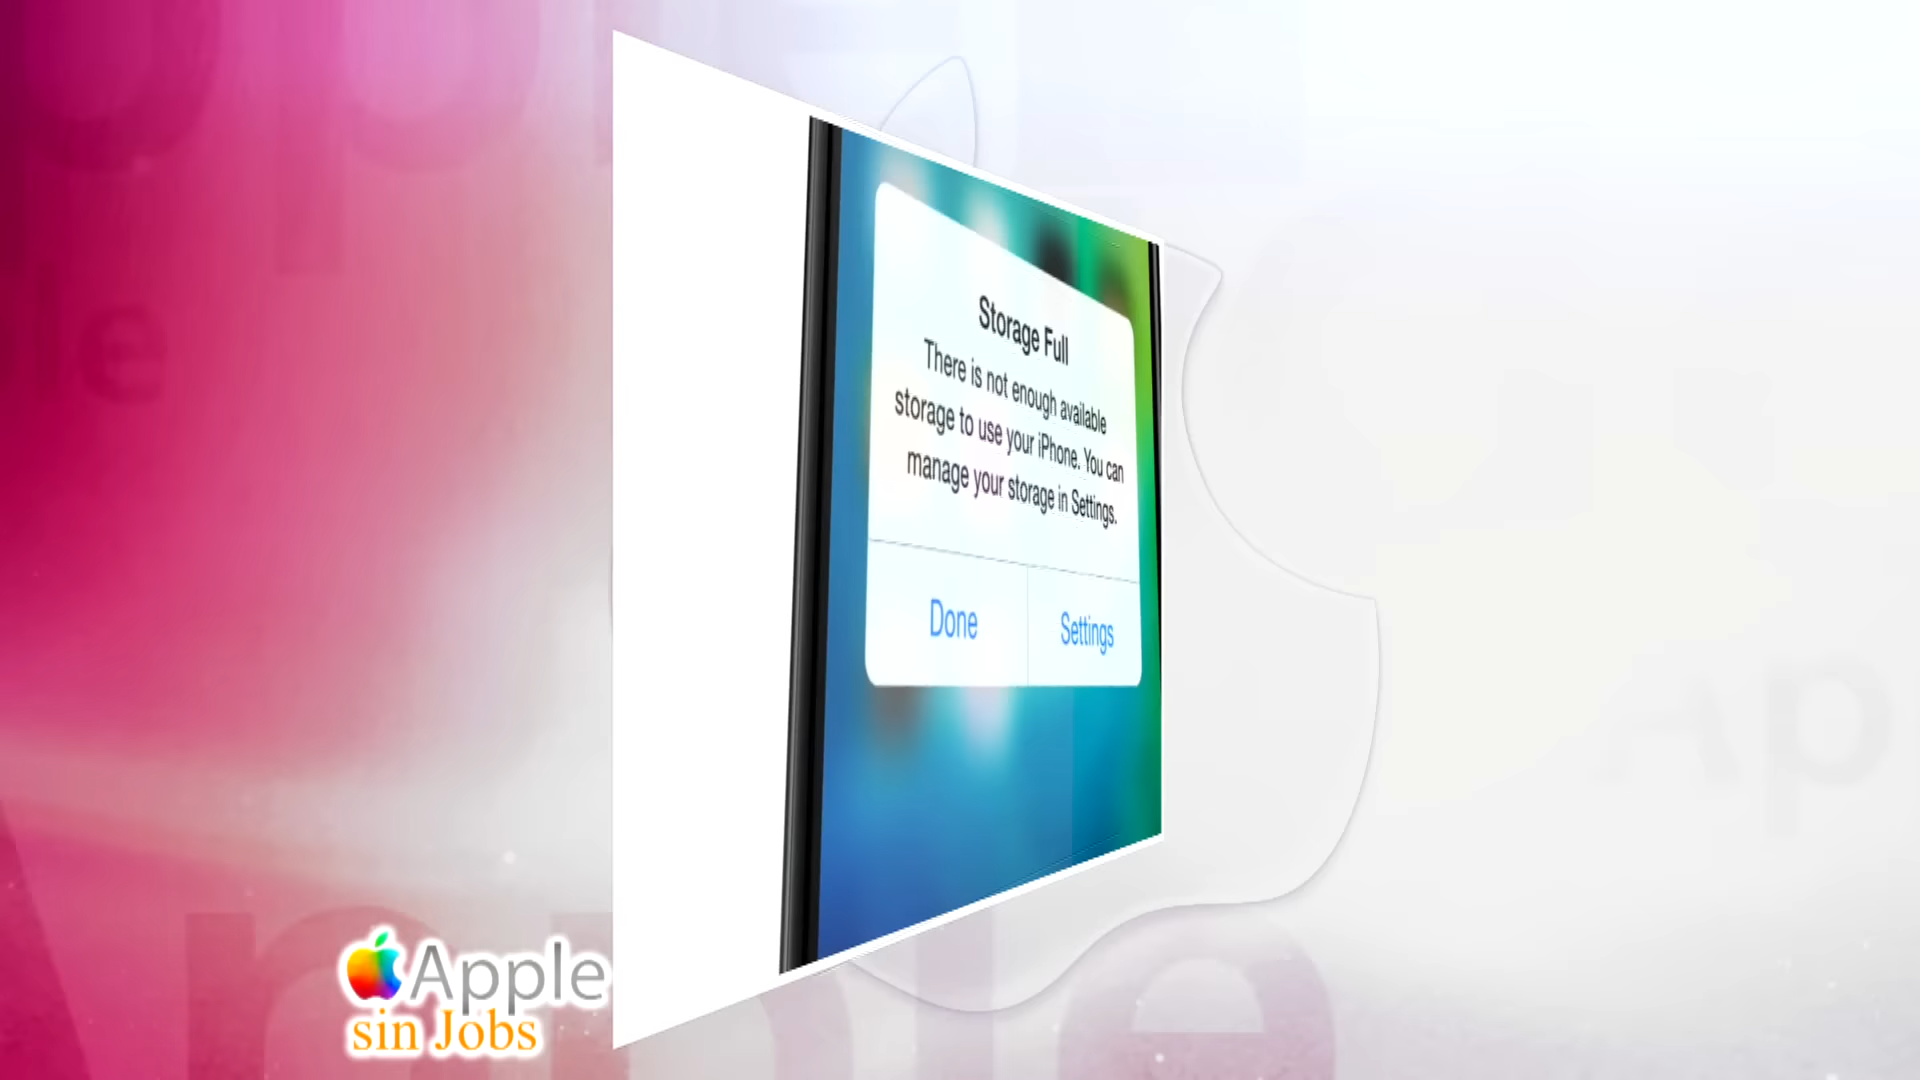 Storage Full
There is not enough available
storage to use your iPhone. You can
manage your storage in Settings.
Done
Settings
Apple
sin Jobs